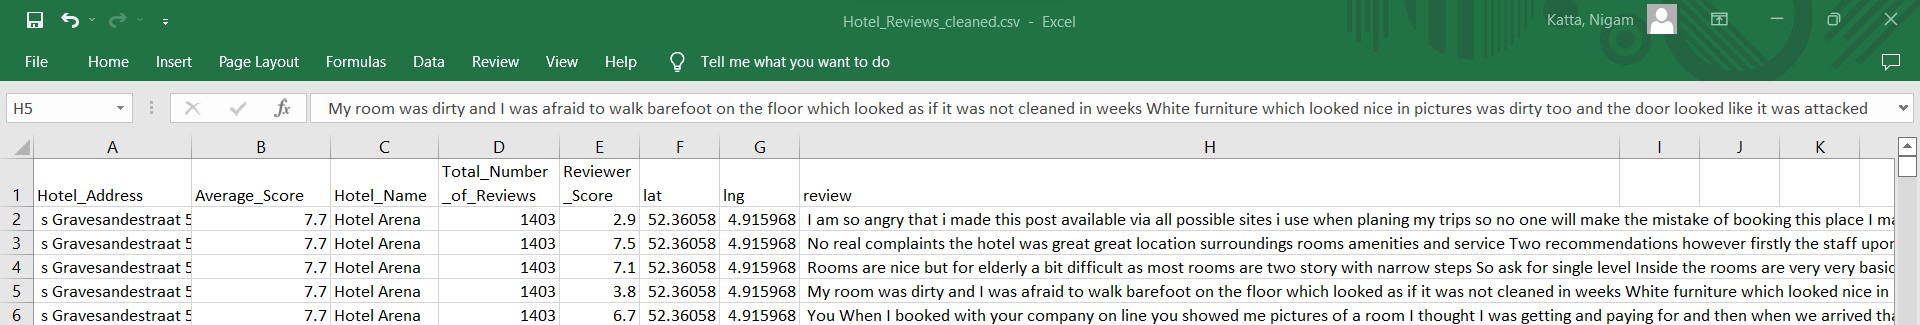 Hotel_Reviews_cleaned.csv - Excel
Katta, Nigam
File Home Insert Page Layout Formulas Data Review View Help Tell me what you want to do
H5 fx My room was dirty and I was afraid to walk barefoot on the floor which looked as if it was not cleaned in weeks White furniture which looked nice in pictures was dirty too and the door looked like it was attacked
A B C D E F G H I J K
Total_Number Reviewer
1 Hotel_Address Average_Score Hotel_Name _of_Reviews _Score lat lng review
2 s Gravesandestraat 5 7.7 Hotel Arena 1403 2.9 52.36058 4.915968 I am so angry that i made this post available via all possible sites i use when planing my trips so no one will make the mistake of booking this place I ma
3 s Gravesandestraat 5 7.7 Hotel Arena 1403 7.5 52.36058 4.915968 No real complaints the hotel was great great location surroundings rooms amenities and service Two recommendations however firstly the staff upor
4 s Gravesandestraat 5 7.7 Hotel Arena 1403 7.1 52.36058 4.915968 Rooms are nice but for elderly a bit difficult as most rooms are two story with narrow steps So ask for single level Inside the rooms are very very basic
5 s Gravesandestraat 5 7.7 Hotel Arena 1403 3.8 52.36058 4.915968 My room was dirty and I was afraid to walk barefoot on the floor which looked as if it was not cleaned in weeks White furniture which looked nice in
6 s Gravesandestraat 5 7.7 Hotel Arena 1403 6.7 52.36058 4.915968 You When I booked with your company on line you showed me pictures of a room I thought I was getting and paying for and then when we arrived tha